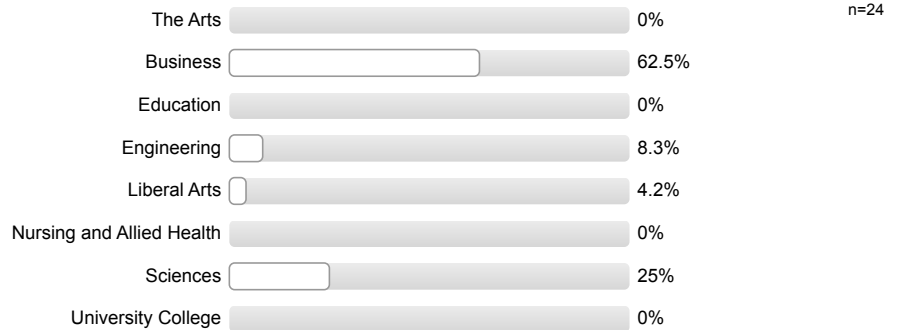 The Arts 0% n=24
Business 62.5%
Education 0%
Engineering 8.3%
Liberal Arts 4.2%
Nursing and Allied Health 0%
Sciences 25%
University College 0%